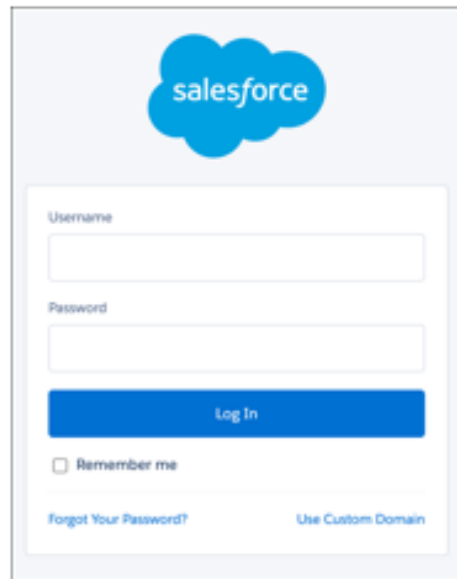 salesforce
Username
Password
Log In
Remember me
Forgot Your Password? Use Custom Domain